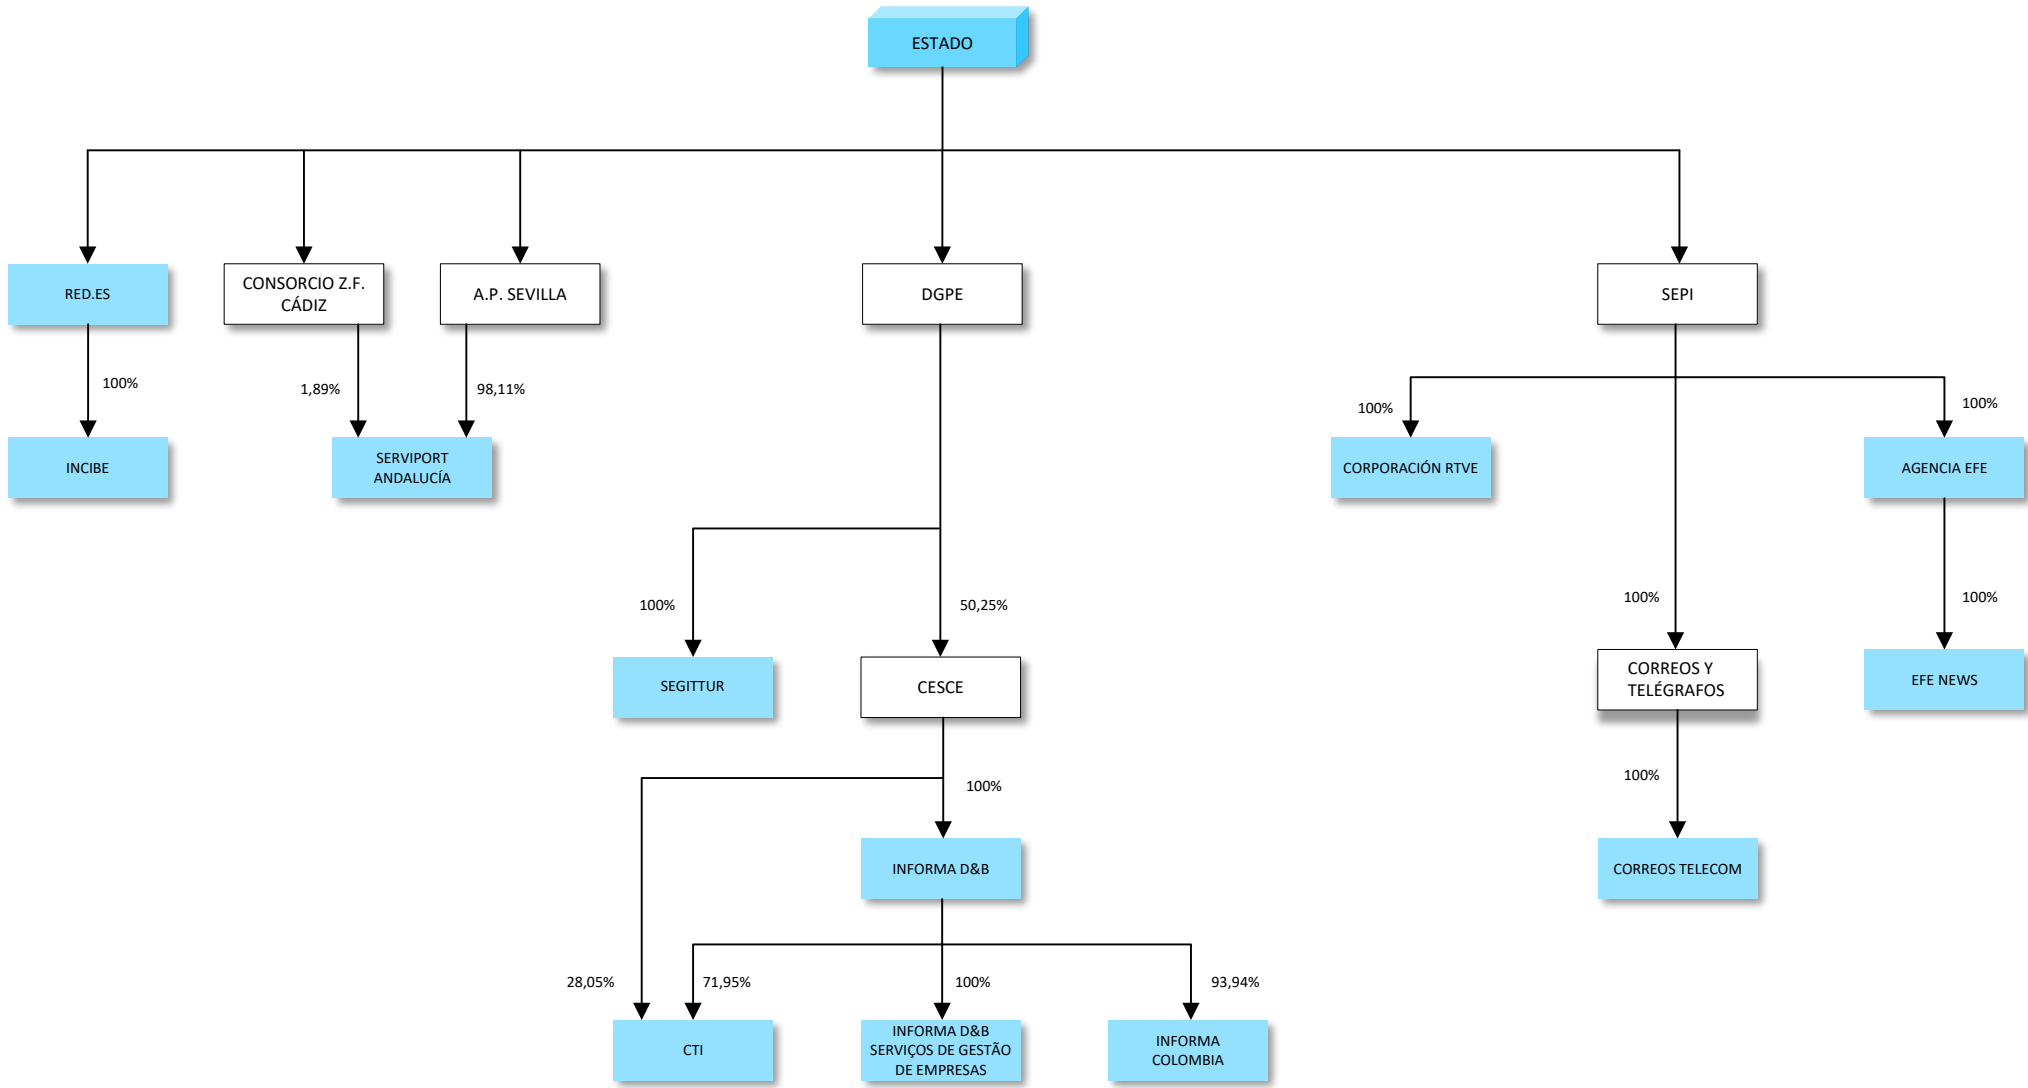 ESTADO
RED.ES
CONSORCIO Z.F.
CÁDIZ
A.P. SEVILLA
DGPE
SEPI
100%
1,89%
98,11%
100%
100%
INCIBE
SERVIPORT
ANDALUCÍA
CORPORACIÓN RTVE
AGENCIA EFE
100%
50,25%
100%
100%
SEGITTUR
CESCE
CORREOS Y
TELÉGRAFOS
EFE NEWS
100%
100%
INFORMA D&B
CORREOS TELECOM
28,05%
71,95%
100%
93,94%
CTI
INFORMA D&B
SERVIÇOS DE GESTÃO
DE EMPRESAS
INFORMA
COLOMBIA